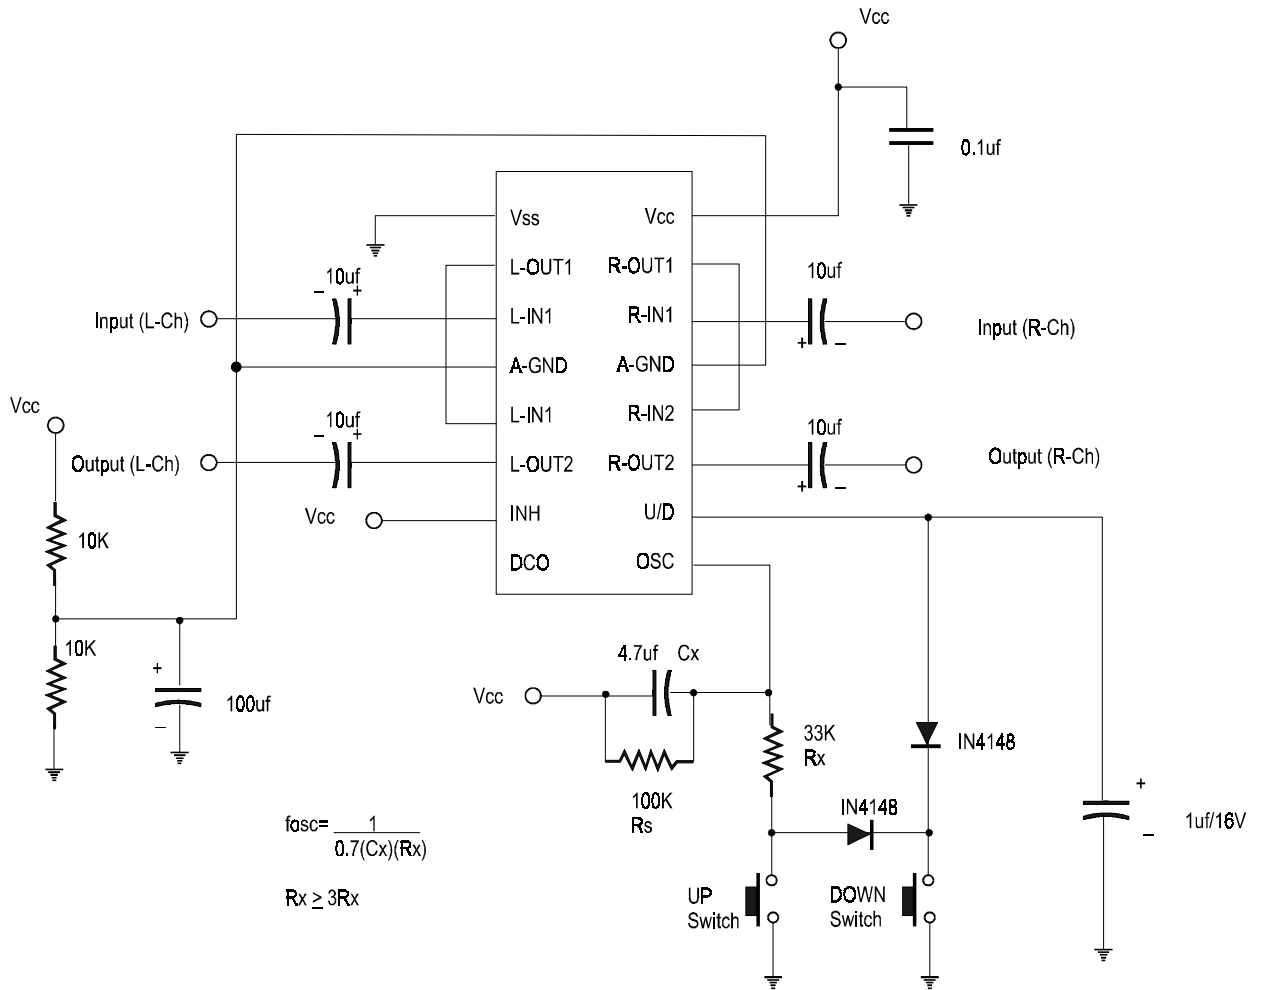 Vcc
0.1uf
Vss
Vcc
L-OUT1
R-OUT1
10uf
− +
10uf
+ −
Input (L-Ch)
L-IN1
R-IN1
Input (R-Ch)
A-GND
A-GND
L-IN1
R-IN2
Vcc
10uf
− +
10uf
+ −
Output (L-Ch)
L-OUT2
R-OUT2
Output (R-Ch)
Vcc
INH
U/D
DCO
OSC
10K
10K
+
−
100uf
4.7uf Cx
Vcc
33K
Rx
IN4148
100K
Rs
IN4148
+
−
1uf/16V
fosc= 1
0.7(Cx)(Rx)
Rx ≥ 3Rx
UP
Switch
DOWN
Switch